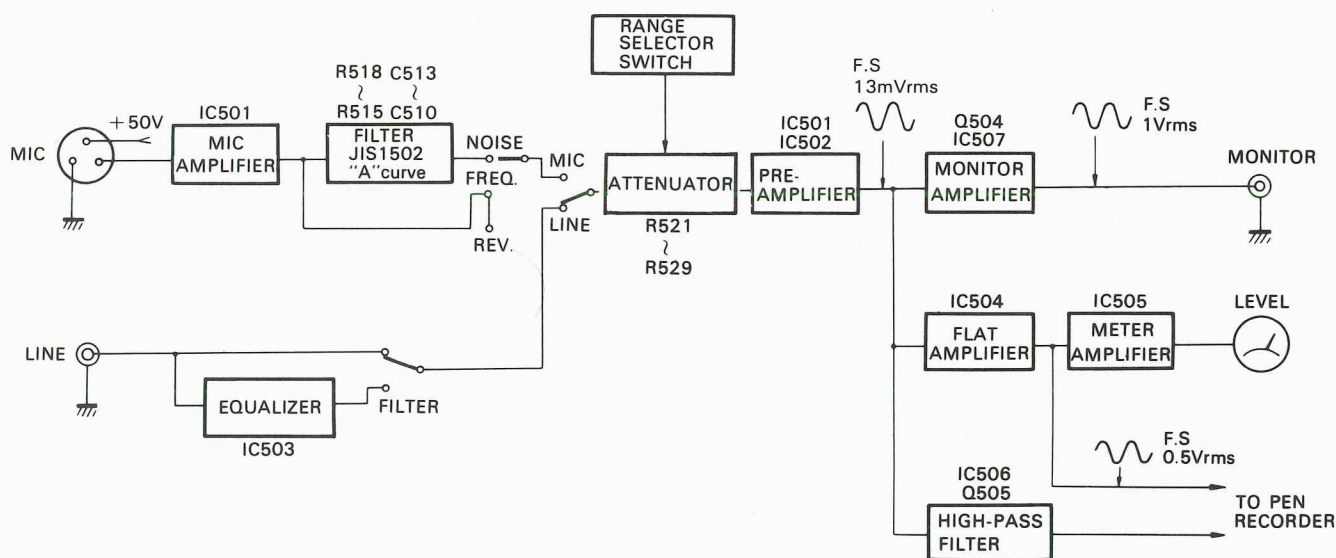 RANGE
SELECTOR
SWITCH
R518 C513
~ ~
R515 C510
F.S
13mVrms
F.S
1Vrms
+50V
IC501
MIC
MIC
AMPLIFIER
FILTER
JIS1502
"A" curve
NOISE
FREQ.
REV.
MIC
LINE
ATTENUATOR
R521
~
R529
IC501
IC502
PRE-
AMPLIFIER
Q504
IC507
MONITOR
AMPLIFIER
MONITOR
IC504
FLAT
AMPLIFIER
IC505
METER
AMPLIFIER
LEVEL
LINE
EQUALIZER
IC503
FILTER
F.S
0.5Vrms
IC506
Q505
HIGH-PASS
FILTER
TO PEN
RECORDER